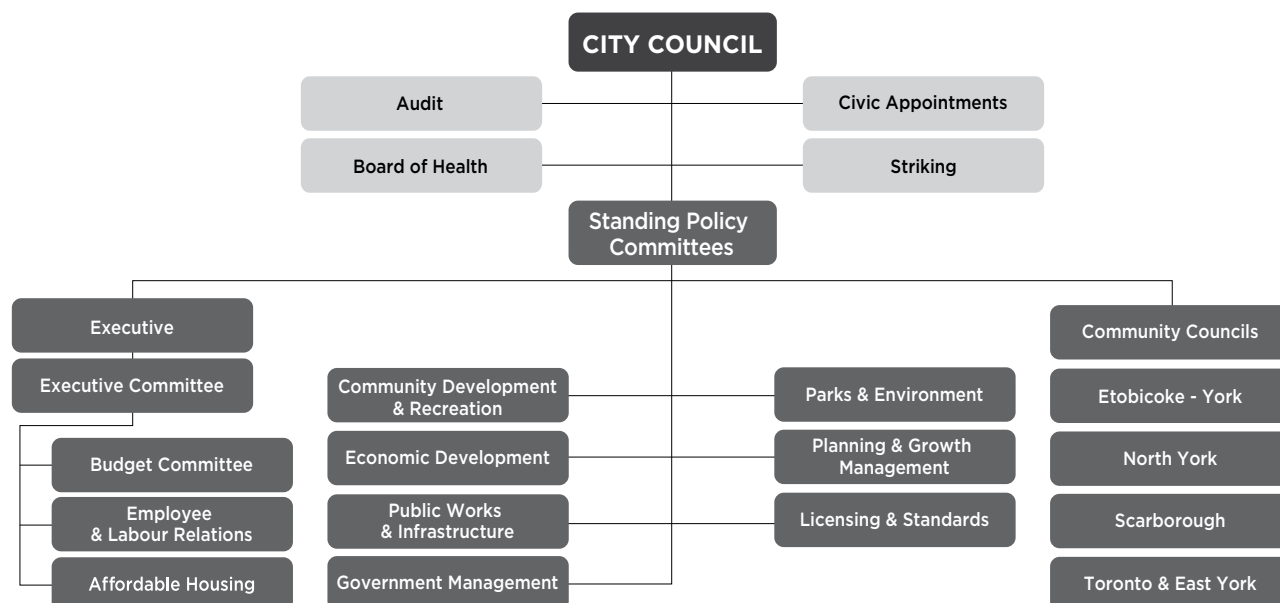 CITY COUNCIL
Audit
Civic Appointments
Board of Health
Striking
Standing Policy
Committees
Executive
Executive Committee
Budget Committee
Employee
& Labour Relations
Affordable Housing
Community Development
& Recreation
Economic Development
Public Works
& Infrastructure
Government Management
Parks & Environment
Planning & Growth
Management
Licensing & Standards
Community Councils
Etobicoke - York
North York
Scarborough
Toronto & East York